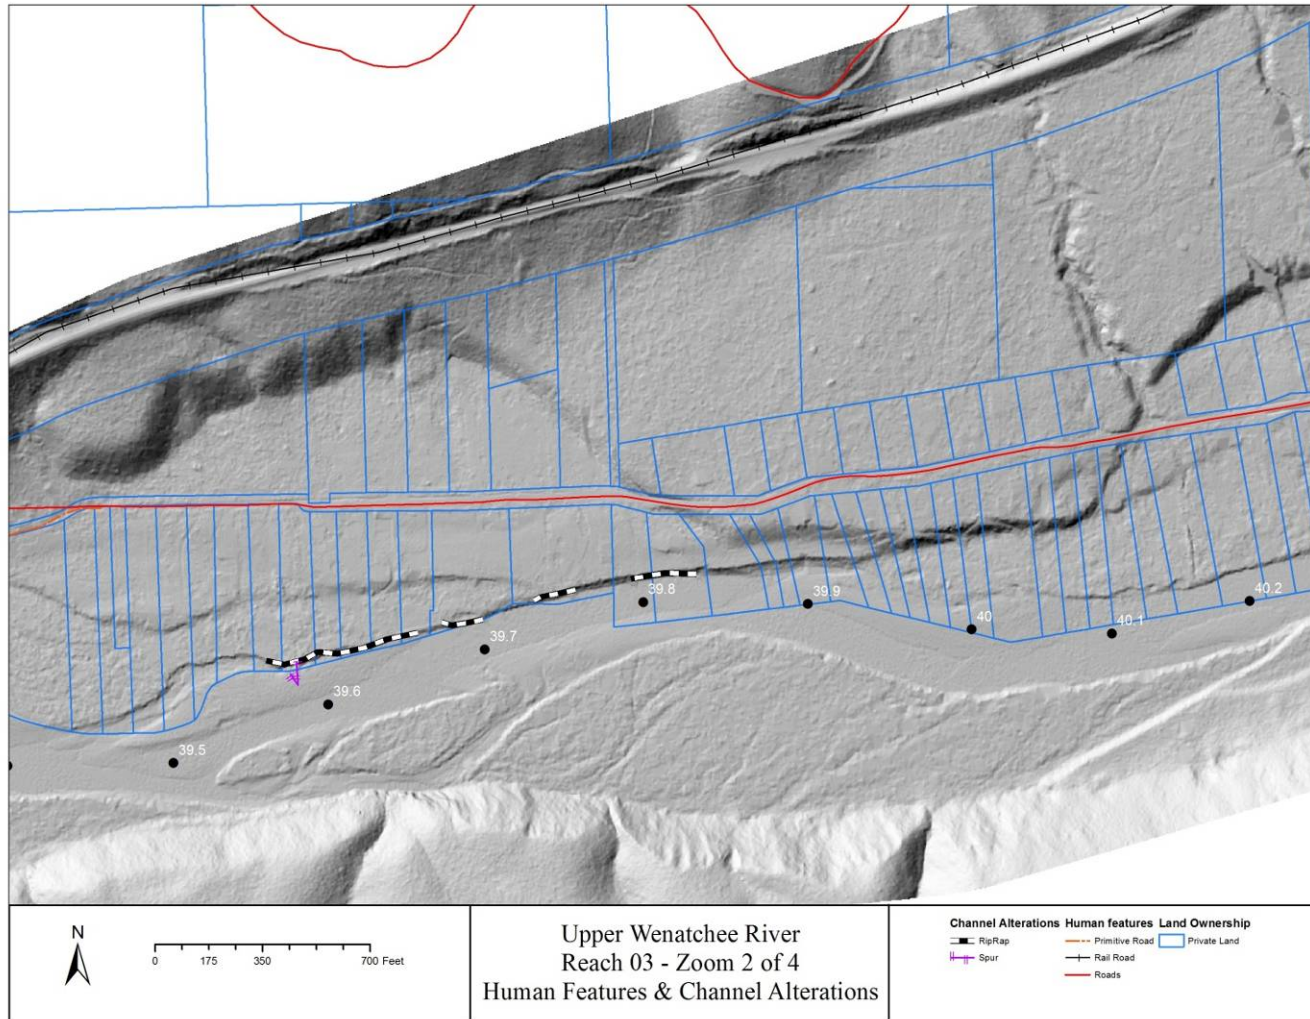 39.8
39.9
40
40.1
40.2
39.7
39.6
39.5
N
0 175 350 700 Feet
Upper Wenatchee River
Reach 03 - Zoom 2 of 4
Human Features & Channel Alterations
Channel Alterations Human features Land Ownership
RipRap Primitive Road Private Land
Spur Rail Road
Roads